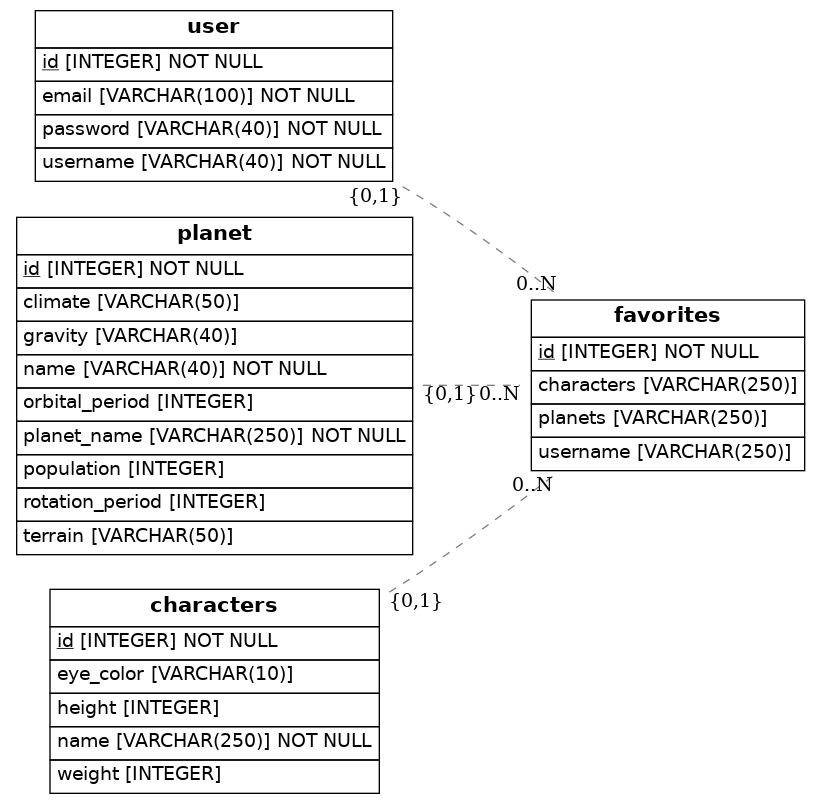 user
id [INTEGER] NOT NULL
email [VARCHAR(100)] NOT NULL
password [VARCHAR(40)] NOT NULL
username [VARCHAR(40)] NOT NULL
{0,1}
0..N
planet
id [INTEGER] NOT NULL
climate [VARCHAR(50)]
gravity [VARCHAR(40)]
name [VARCHAR(40)] NOT NULL
orbital_period [INTEGER]
planet_name [VARCHAR(250)] NOT NULL
population [INTEGER]
rotation_period [INTEGER]
terrain [VARCHAR(50)]
{0,1}
0..N
favorites
id [INTEGER] NOT NULL
characters [VARCHAR(250)]
planets [VARCHAR(250)]
username [VARCHAR(250)]
0..N
{0,1}
characters
id [INTEGER] NOT NULL
eye_color [VARCHAR(10)]
height [INTEGER]
name [VARCHAR(250)] NOT NULL
weight [INTEGER]